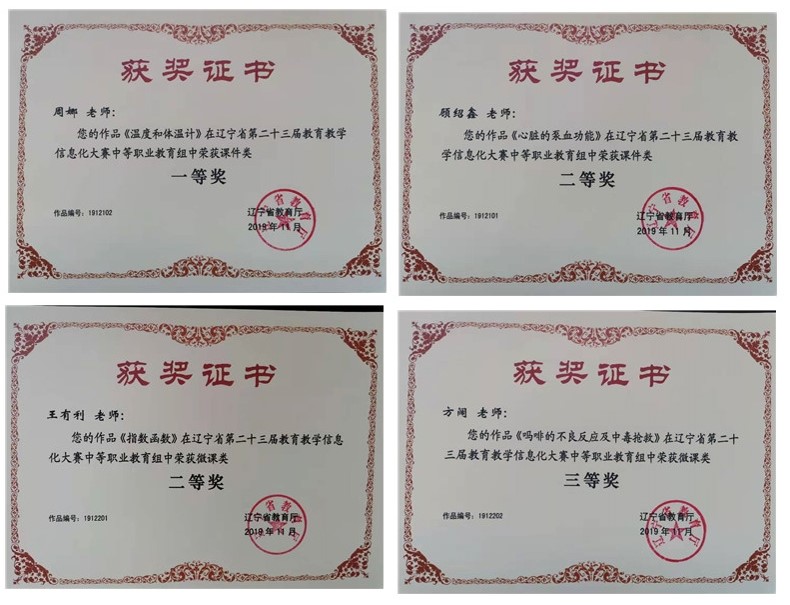 获奖证书
周娜 老师：
您的作品《温度和体温计》在辽宁省第二十三届教育教学
信息化大赛中等职业教育组中荣获课件类
一等奖
作品编号：1912102
辽宁省教育厅
2019年11月
获奖证书
顾绍鑫 老师：
您的作品《心脏的泵血功能》在辽宁省第二十三届教育教
学信息化大赛中等职业教育组中荣获课件类
二等奖
作品编号：1912101
辽宁省教育厅
2019年11月
获奖证书
王有利 老师：
您的作品《指数函数》在辽宁省第二十三届教育教学信息
化大赛中等职业教育组中荣获微课类
二等奖
作品编号：1912201
辽宁省教育厅
2019年11月
获奖证书
方闻 老师：
您的作品《吗啡的不良反应及中毒抢救》在辽宁省第二十
三届教育教学信息化大赛中等职业教育组中荣获微课类
三等奖
作品编号：1912202
辽宁省教育厅
2019年11月